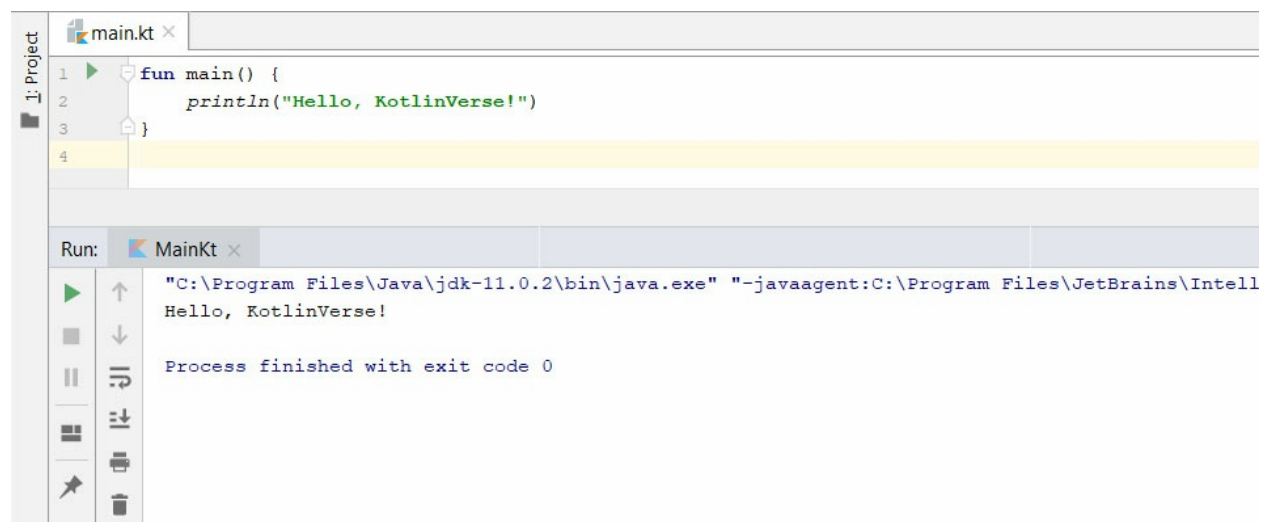 1: Project
main.kt
1 fun main() {
2 println("Hello, KotlinVerse!")
3 }
4
Run: MainKt
"C:\Program Files\Java\jdk-11.0.2\bin\java.exe" "-javaagent:C:\Program Files\JetBrains\Intell
Hello, KotlinVerse!
Process finished with exit code 0